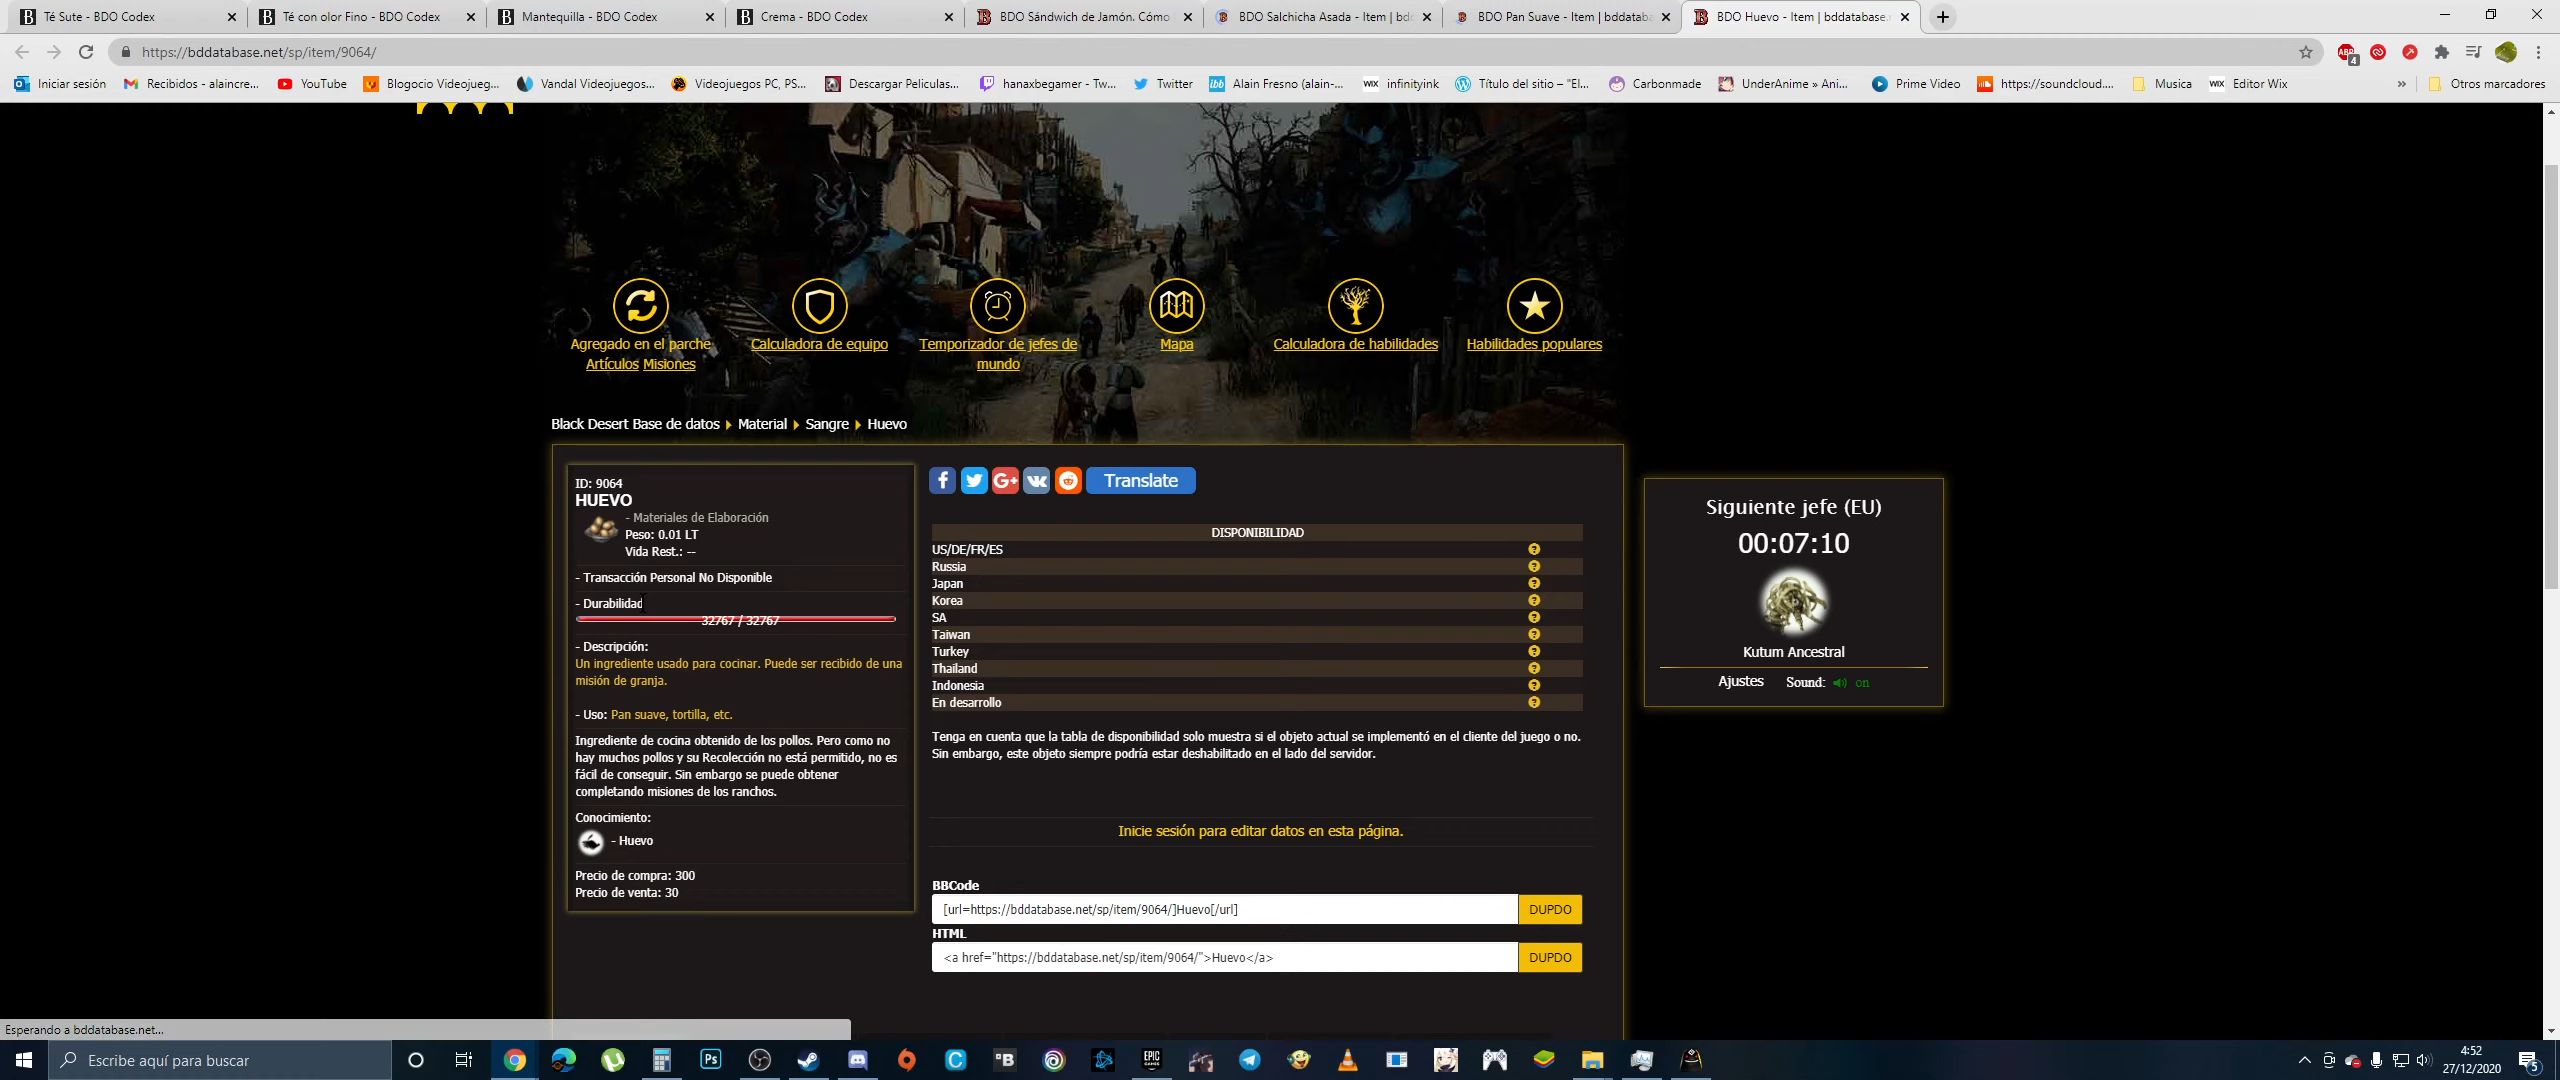 Té Sute - BDO Codex
Té con olor Fino - BDO Codex
Mantequilla - BDO Codex
Crema - BDO Codex
BDO Sándwich de Jamón. Cómo
BDO Salchicha Asada - Item | bdd
BDO Pan Suave - Item | bddatab
BDO Huevo - Item | bddatabase.
https://bddatabase.net/sp/item/9064/
Iniciar sesión
Recibidos - alaincre...
YouTube
Blogocio Videojueg...
Vandal Videojuegos...
Videojuegos PC, PS...
Descargar Peliculas...
hanaxbegamer - Tw...
Twitter
Alain Fresno (alain-...
infinityink
Título del sitio – "El...
Carbonmade
UnderAnime » Ani...
Prime Video
https://soundcloud....
Musica
Editor Wix
Otros marcadores
Agregado en el parche
Artículos Misiones
Calculadora de equipo
Temporizador de jefes de
mundo
Mapa
Calculadora de habilidades
Habilidades populares
Black Desert Base de datos Material Sangre Huevo
ID: 9064
HUEVO
- Materiales de Elaboración
Peso: 0.01 LT
Vida Rest.: --
- Transacción Personal No Disponible
- Durabilidad
32767 / 32767
- Descripción:
Un ingrediente usado para cocinar. Puede ser recibido de una
misión de granja.
- Uso: Pan suave, tortilla, etc.
Ingrediente de cocina obtenido de los pollos. Pero como no
hay muchos pollos y su Recolección no está permitido, no es
fácil de conseguir. Sin embargo se puede obtener
completando misiones de los ranchos.
Conocimiento:
- Huevo
Precio de compra: 300
Precio de venta: 30
Translate
DISPONIBILIDAD
US/DE/FR/ES
Russia
Japan
Korea
SA
Taiwan
Turkey
Thailand
Indonesia
En desarrollo
Tenga en cuenta que la tabla de disponibilidad solo muestra si el objeto actual se implementó en el cliente del juego o no.
Sin embargo, este objeto siempre podría estar deshabilitado en el lado del servidor.
Inicie sesión para editar datos en esta página.
BBCode
[url=https://bddatabase.net/sp/item/9064/]Huevo[/url]
DUPDO
HTML
<a href="https://bddatabase.net/sp/item/9064/">Huevo</a>
DUPDO
Siguiente jefe (EU)
00:07:10
Kutum Ancestral
Ajustes Sound: on
Esperando a bddatabase.net...
Escribe aquí para buscar
4:52
27/12/2020
5